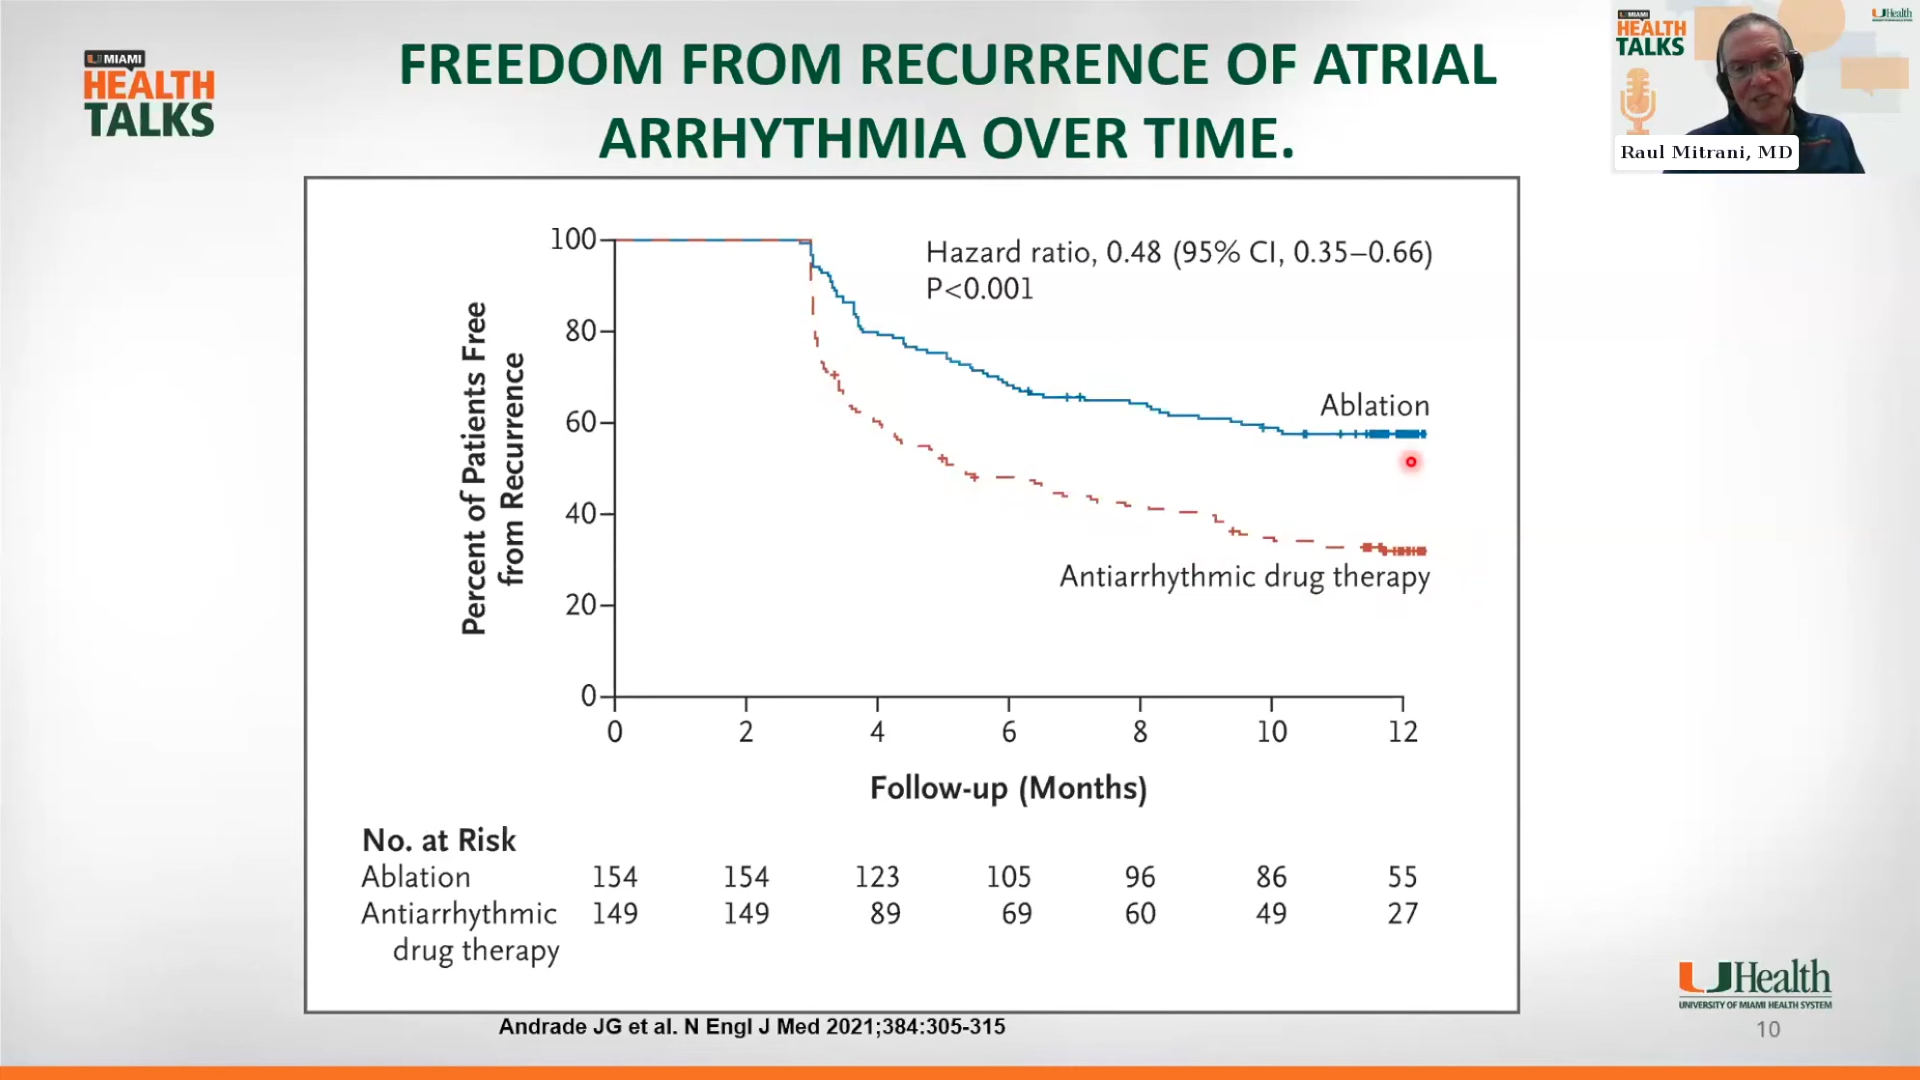 U MIAMI
HEALTH
TALKS
FREEDOM FROM RECURRENCE OF ATRIAL
ARRHYTHMIA OVER TIME.
U MIAMI
HEALTH
TALKS
UHealth
Raul Mitrani, MD
Percent of Patients Free
from Recurrence
100
80
60
40
20
0
Hazard ratio, 0.48 (95% CI, 0.35–0.66)
P<0.001
Ablation
Antiarrhythmic drug therapy
0 2 4 6 8 10 12
Follow-up (Months)
No. at Risk
Ablation 154 154 123 105 96 86 55
Antiarrhythmic 149 149 89 69 60 49 27
drug therapy
UHealth
UNIVERSITY OF MIAMI HEALTH SYSTEM
Andrade JG et al. N Engl J Med 2021;384:305-315
10